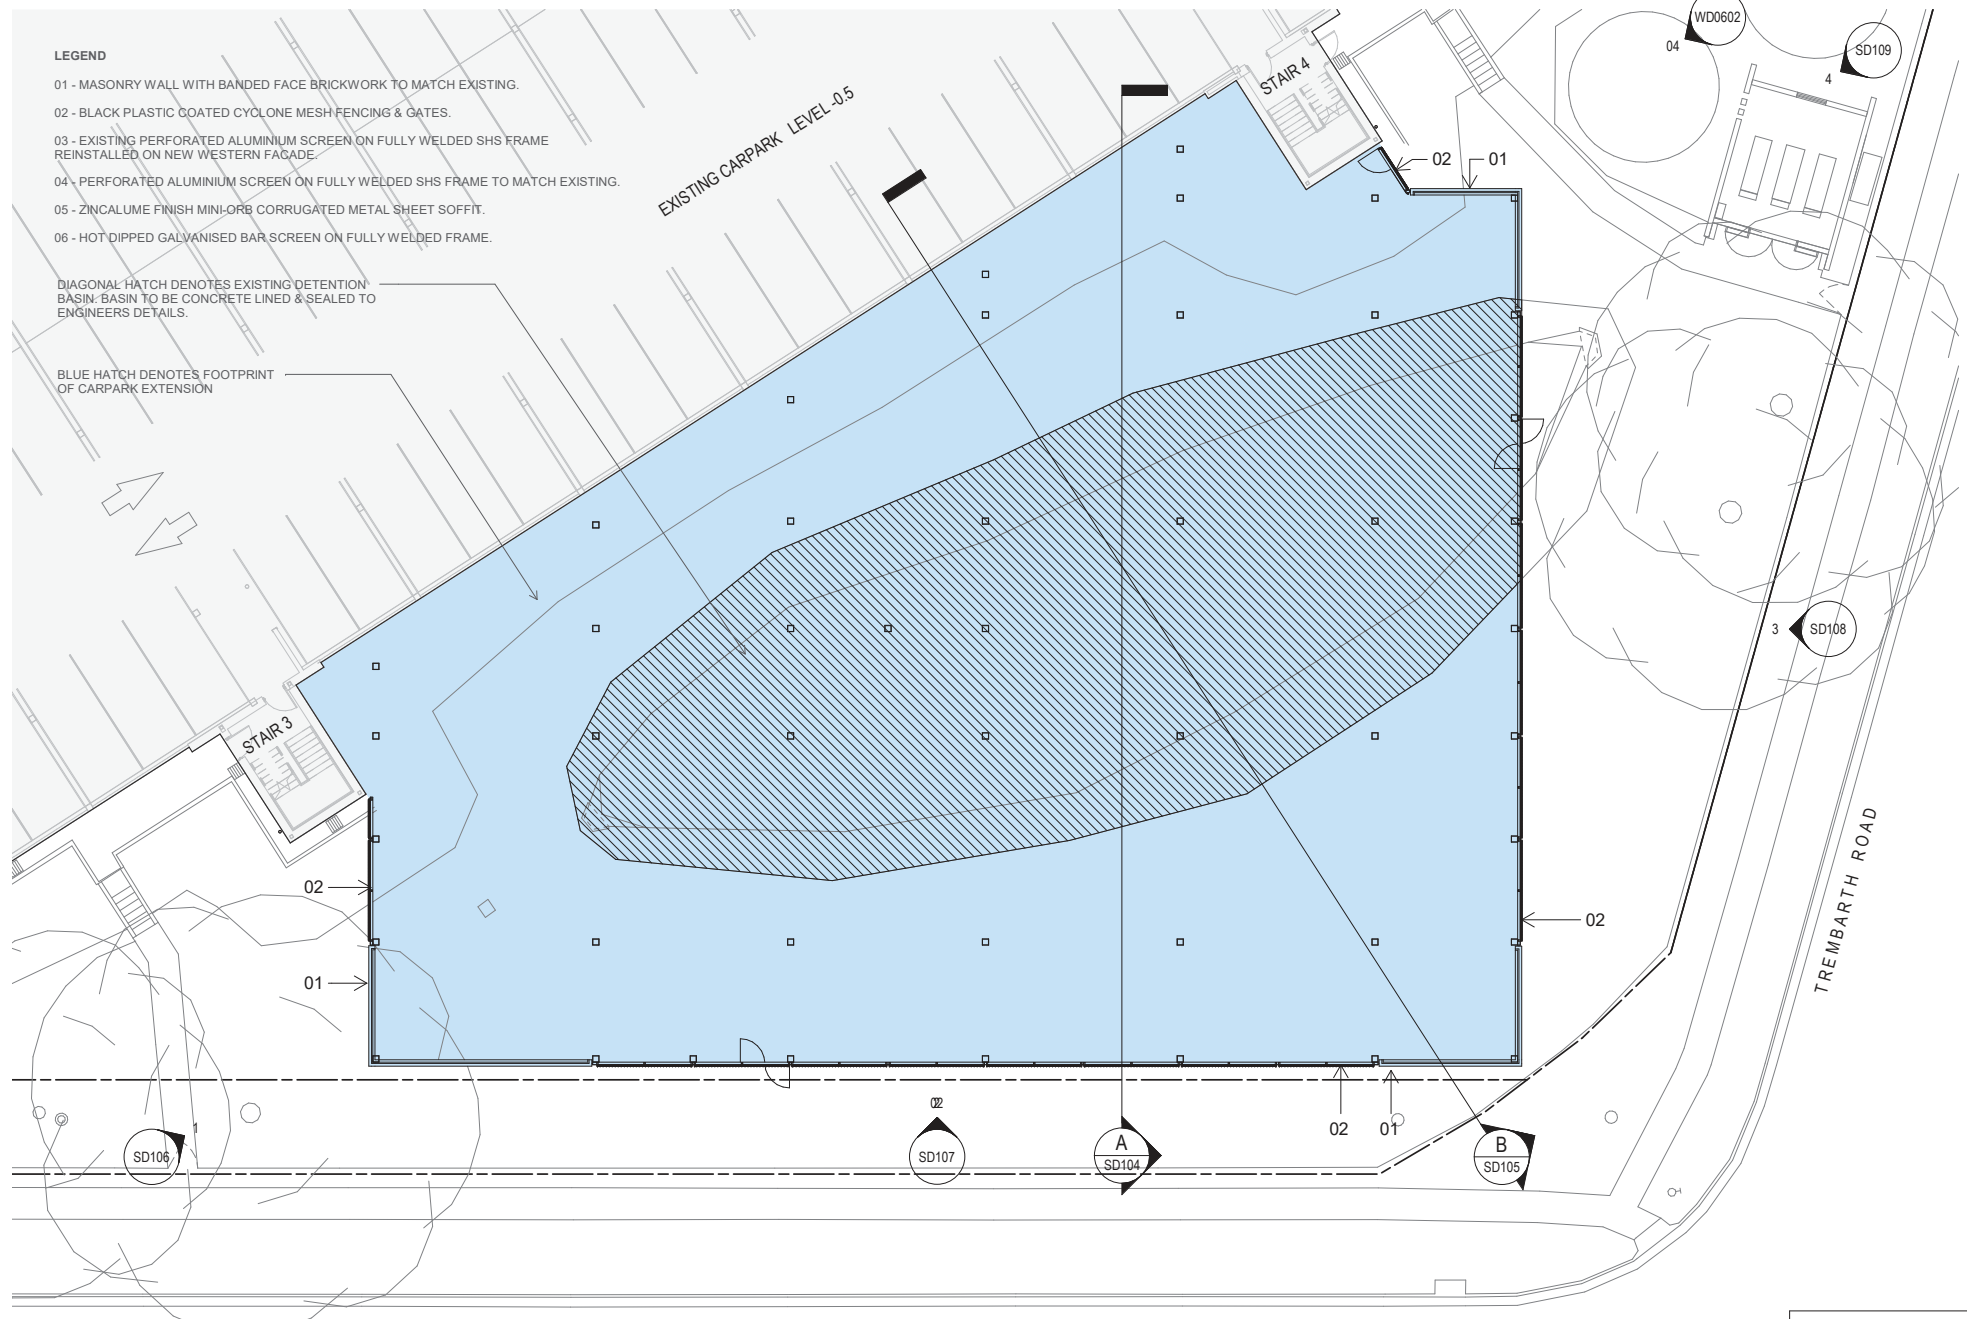 LEGEND
01 - MASONRY WALL WITH BANDED FACE BRICKWORK TO MATCH EXISTING.
02 - BLACK PLASTIC COATED CYCLONE MESH FENCING & GATES.
03 - EXISTING PERFORATED ALUMINIUM SCREEN ON FULLY WELDED SHS FRAME
REINSTALLED ON NEW WESTERN FACADE.
04 - PERFORATED ALUMINIUM SCREEN ON FULLY WELDED SHS FRAME TO MATCH EXISTING.
05 - ZINCALUME FINISH MINI-ORB CORRUGATED METAL SHEET SOFFIT.
06 - HOT DIPPED GALVANISED BAR SCREEN ON FULLY WELDED FRAME.
DIAGONAL HATCH DENOTES EXISTING DETENTION
BASIN. BASIN TO BE CONCRETE LINED & SEALED TO
ENGINEERS DETAILS.
BLUE HATCH DENOTES FOOTPRINT
OF CARPARK EXTENSION
EXISTING CARPARK LEVEL -0.5
STAIR 4
WD0602
04
SD109
4
02
01
3
SD108
STAIR 3
02
01
02
TREMBARTH ROAD
02
01
1
SD106
SD107
A
SD104
B
SD105